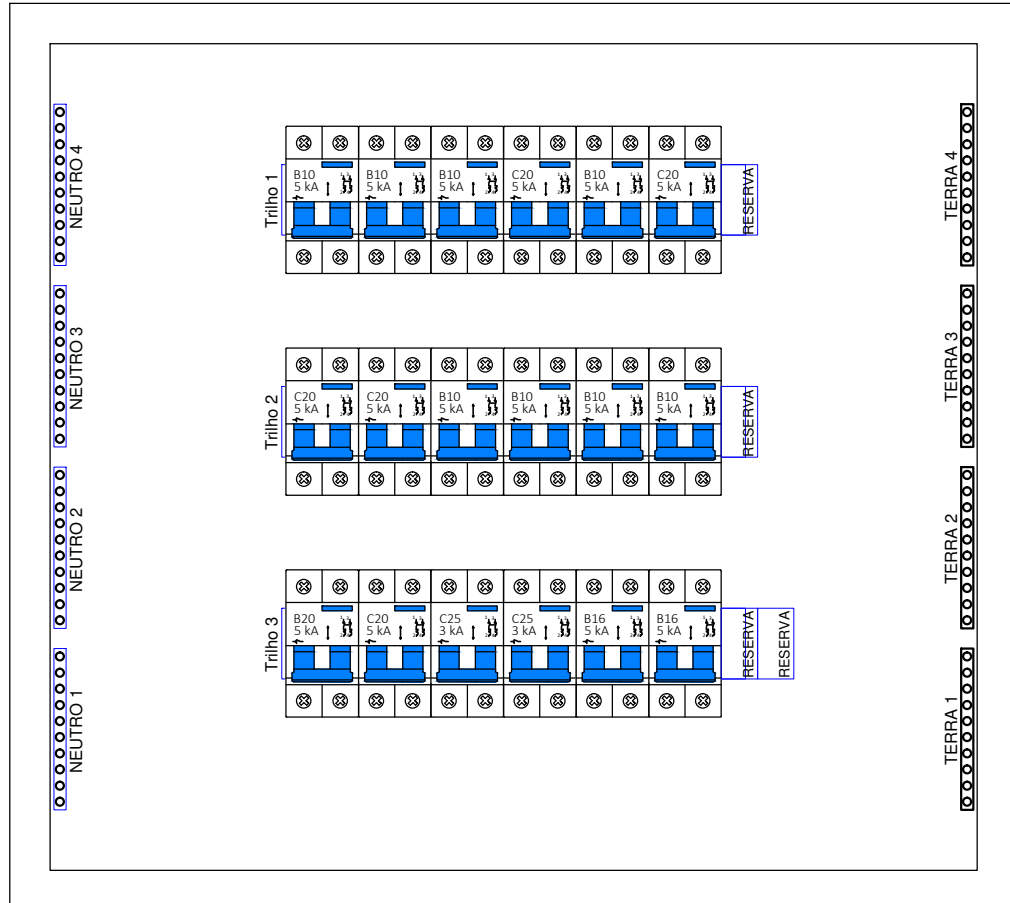 NEUTRO 4
NEUTRO 3
NEUTRO 2
NEUTRO 1
Trilho 1
B10
5 kA
B10
5 kA
B10
5 kA
C20
5 kA
B10
5 kA
C20
5 kA
RESERVA
Trilho 2
C20
5 kA
C20
5 kA
B10
5 kA
B10
5 kA
B10
5 kA
B10
5 kA
RESERVA
Trilho 3
B20
5 kA
C20
5 kA
C25
3 kA
C25
3 kA
B16
5 kA
B16
5 kA
RESERVA
RESERVA
TERRA 4
TERRA 3
TERRA 2
TERRA 1